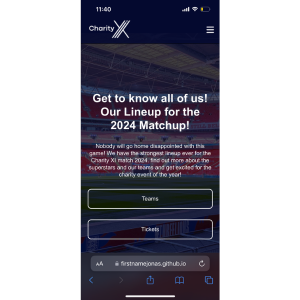 11:40
Charity X
Get to know all of us!
Our Lineup for the
2024 Matchup!
Nobody will go home disappointed with this
game! We have the strongest lineup ever for the
Charity XI match 2024, find out more about the
superstars and our teams and get excited for the
charity event of the year!
Teams
Tickets
AA firstnamejonas.github.io